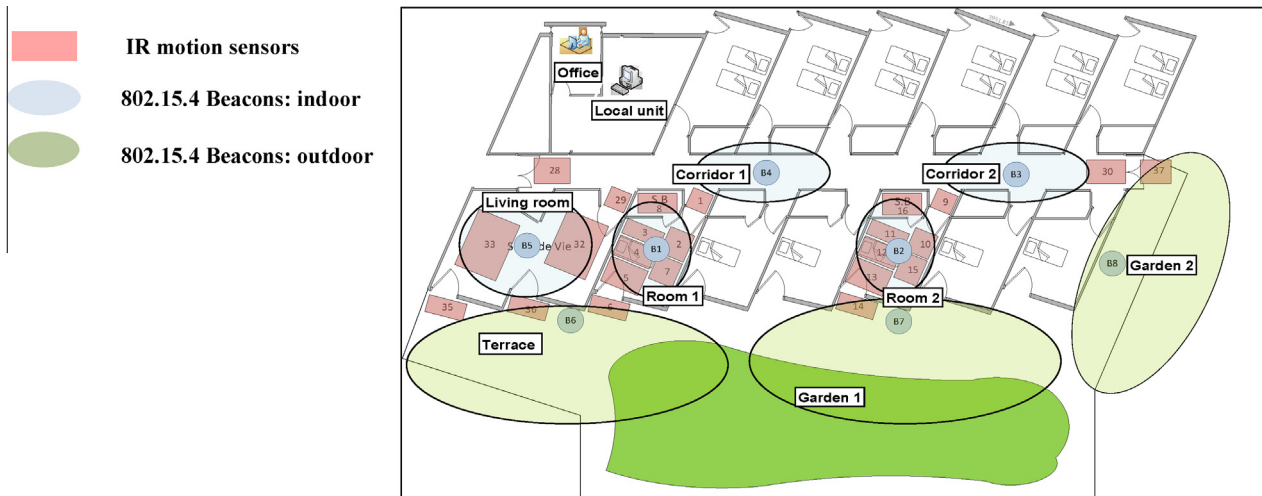 IR motion sensors
802.15.4 Beacons: indoor
802.15.4 Beacons: outdoor
Office
Local unit
28
Corridor 1
B4
Corridor 2
B3
30
37
29
S.B
8
1
S.B
16
9
Living room
33
B5
32
3
2
4
B1
5
7
Room 1
11
10
12
B2
13
15
Room 2
B8
Garden 2
35
36
6
B6
14
B7
Terrace
Garden 1